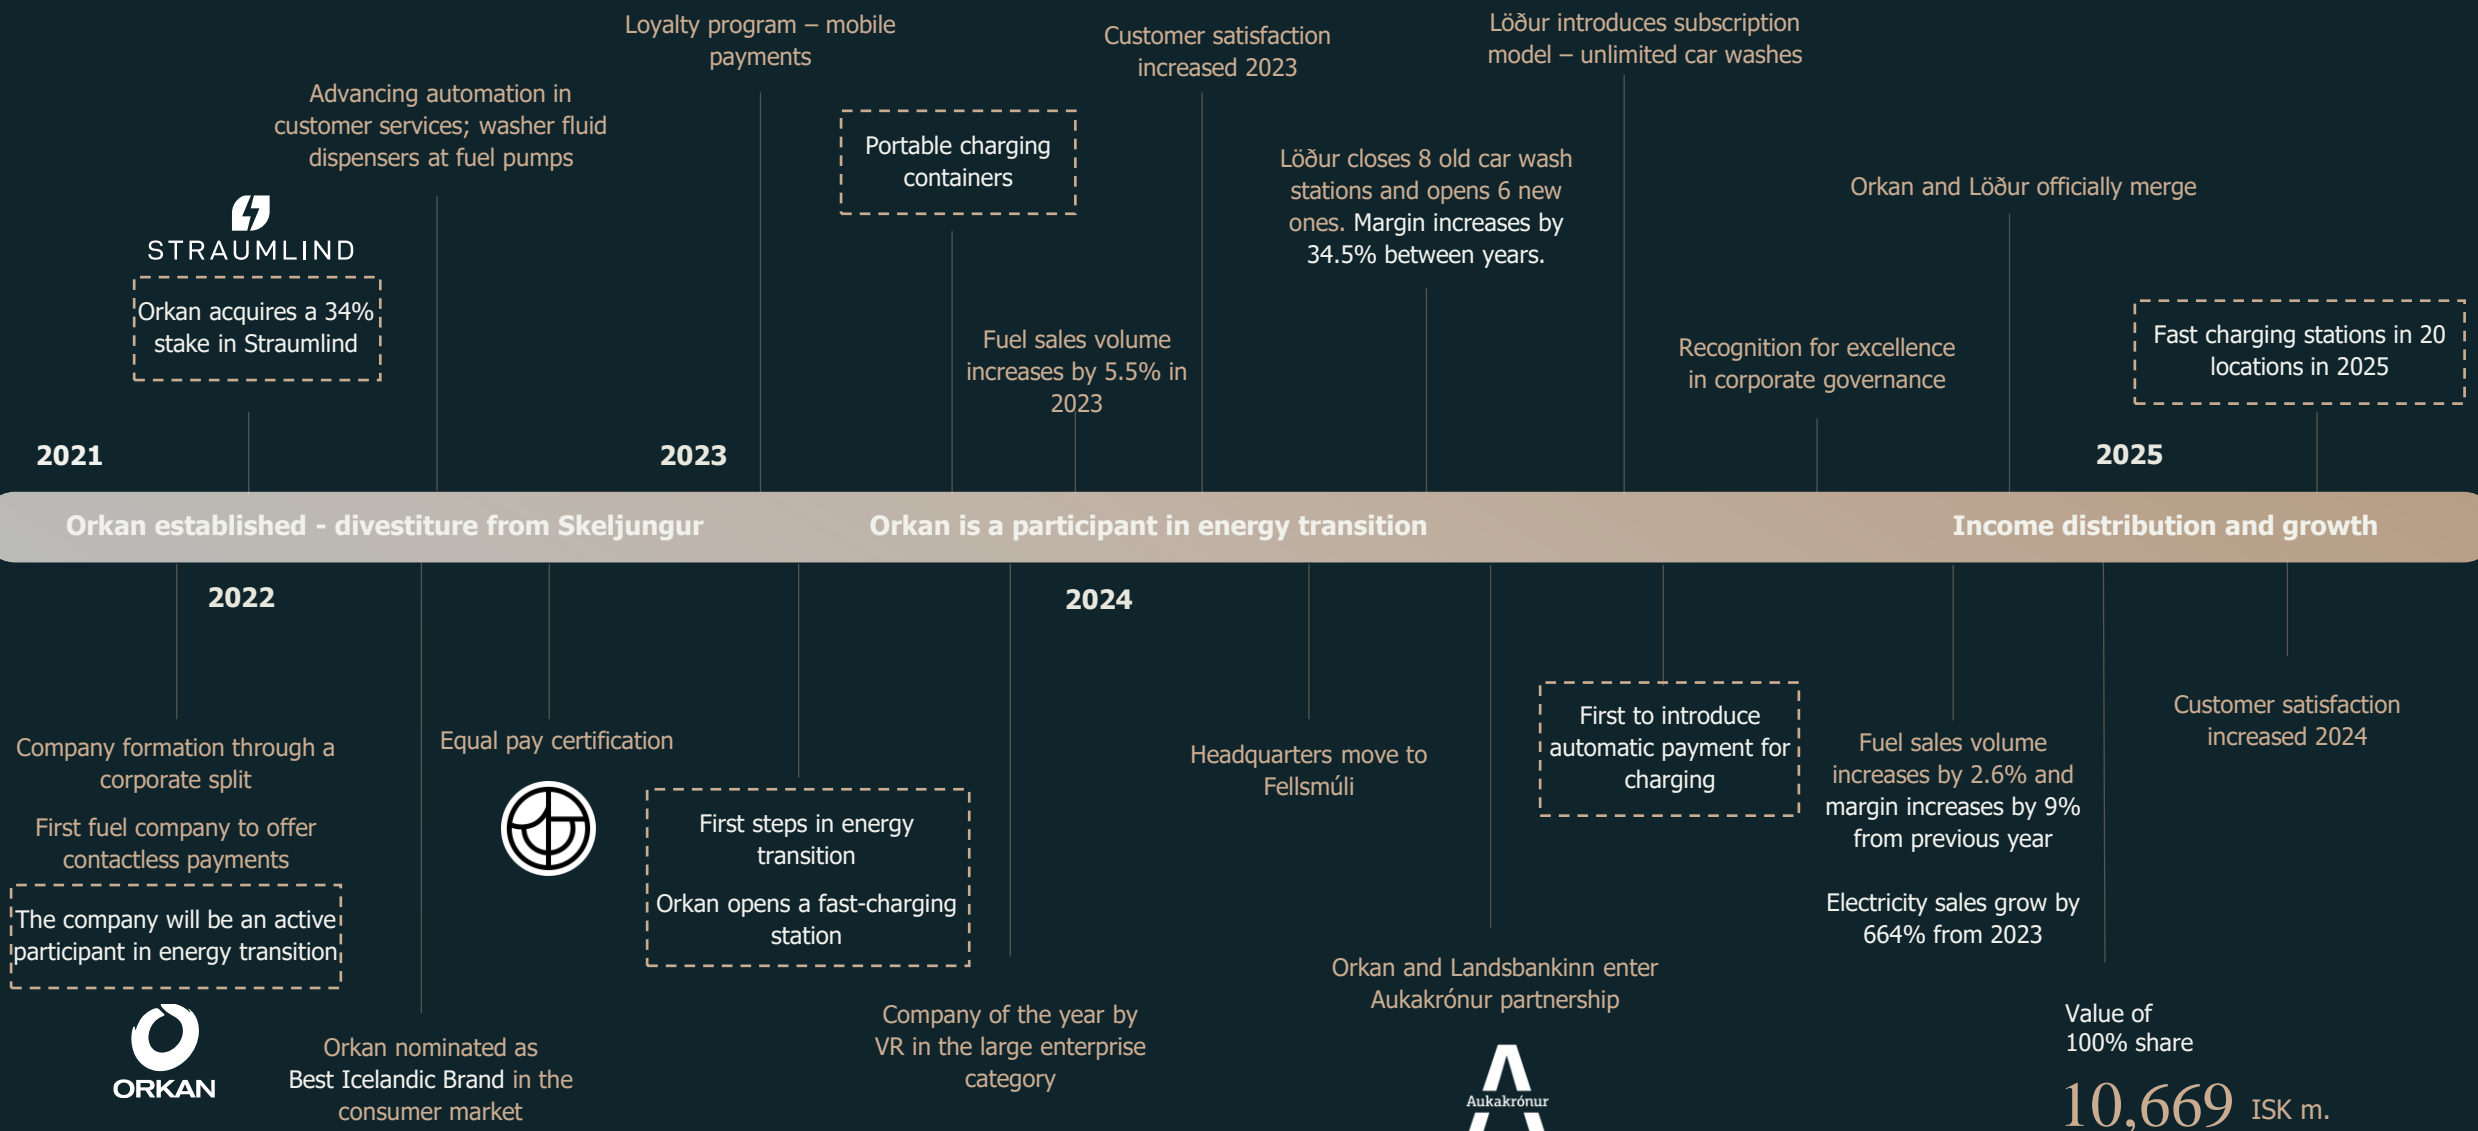 Loyalty program – mobile
payments
Customer satisfaction
increased 2023
Löður introduces subscription
model – unlimited car washes
Advancing automation in
customer services; washer fluid
dispensers at fuel pumps
Portable charging
containers
Löður closes 8 old car wash
stations and opens 6 new
ones. Margin increases by
34.5% between years.
Orkan and Löður officially merge
STRAUMLIND
Orkan acquires a 34%
stake in Straumlind
Fuel sales volume
increases by 5.5% in
2023
Recognition for excellence
in corporate governance
Fast charging stations in 20
locations in 2025
2021
2023
2025
Orkan established - divestiture from Skeljungur
Orkan is a participant in energy transition
Income distribution and growth
2022
2024
Company formation through a
corporate split
First fuel company to offer
contactless payments
The company will be an active
participant in energy transition
ORKAN
Orkan nominated as
Best Icelandic Brand in the
consumer market
Equal pay certification
First steps in energy
transition
Orkan opens a fast-charging
station
Company of the year by
VR in the large enterprise
category
Headquarters move to
Fellsmúli
Orkan and Landsbankinn enter
Aukakrónur partnership
Aukakrónur
First to introduce
automatic payment for
charging
Fuel sales volume
increases by 2.6% and
margin increases by 9%
from previous year
Electricity sales grow by
664% from 2023
Customer satisfaction
increased 2024
Value of
100% share
10,669 ISK m.